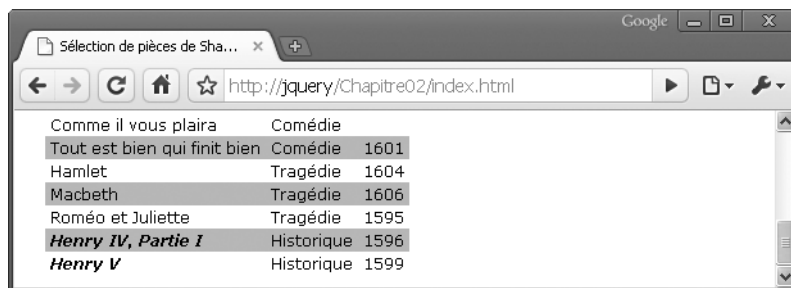 Google
Sélection de pièces de Sha...
http://jquery/Chapitre02/index.html
Comme il vous plaira Comédie
Tout est bien qui finit bien Comédie 1601
Hamlet Tragédie 1604
Macbeth Tragédie 1606
Roméo et Juliette Tragédie 1595
Henry IV, Partie I Historique 1596
Henry V Historique 1599